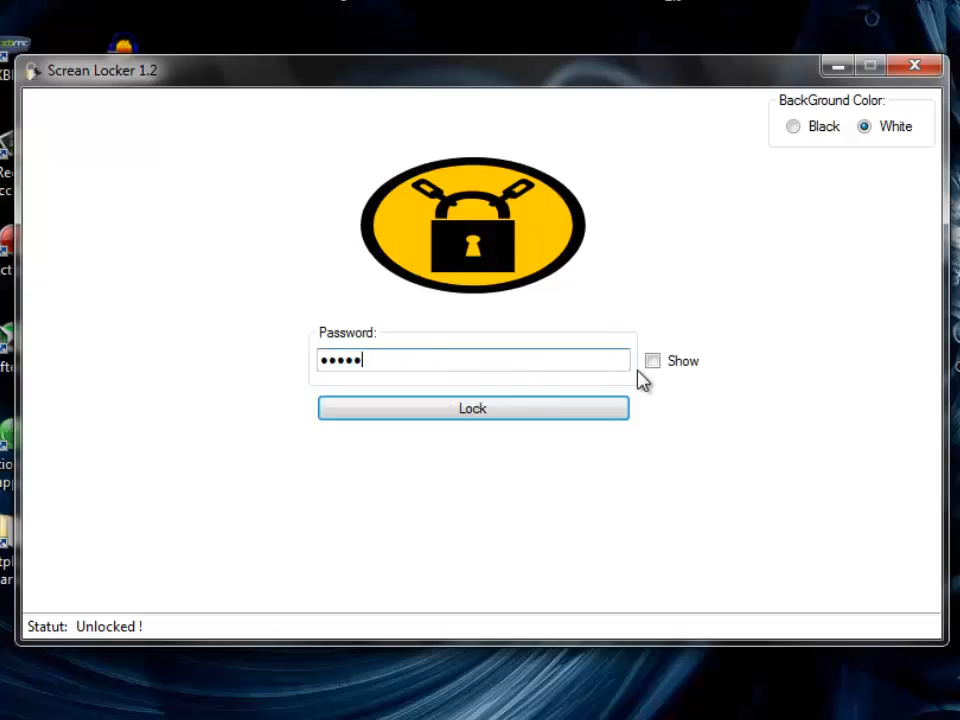 Screan Locker 1.2
BackGround Color:
Black
White
Password:
•••••
Show
Lock
Statut: Unlocked !